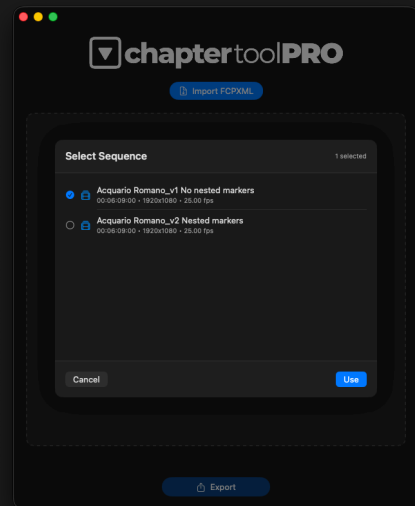 chaptertoolPRO
Import FCPXML
Select Sequence 1 selected
Acquario Romano_v1 No nested markers
00:06:09:00 • 1920x1080 • 25.00 fps
Acquario Romano_v2 Nested markers
00:06:09:00 • 1920x1080 • 25.00 fps
Cancel Use
Export